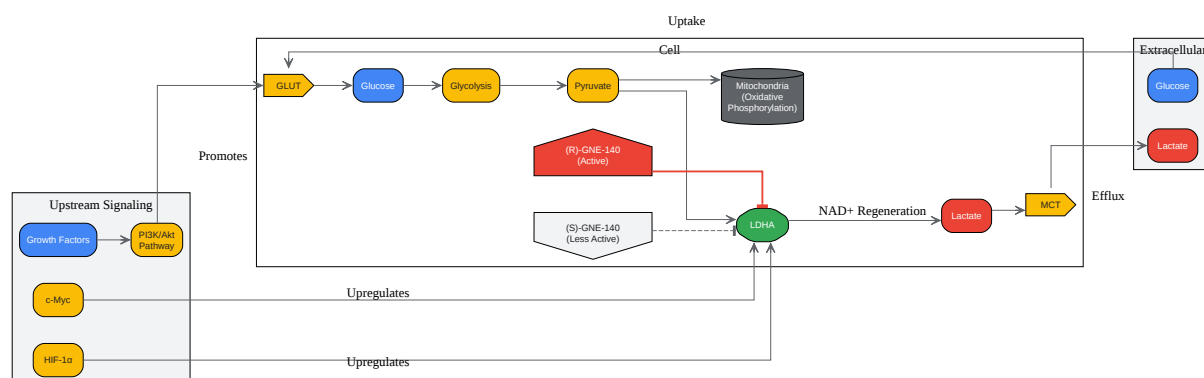 Uptake
Cell
Extracellular
GLUT
Glucose
Glycolysis
Pyruvate
Mitochondria
(Oxidative
Phosphorylation)
Glucose
(R)-GNE-140
(Active)
Lactate
Promotes
Upstream Signaling
Growth Factors
PI3K/Akt
Pathway
(S)-GNE-140
(Less Active)
LDHA
NAD+ Regeneration
Lactate
MCT
Efflux
c-Myc
Upregulates
HIF-1α
Upregulates